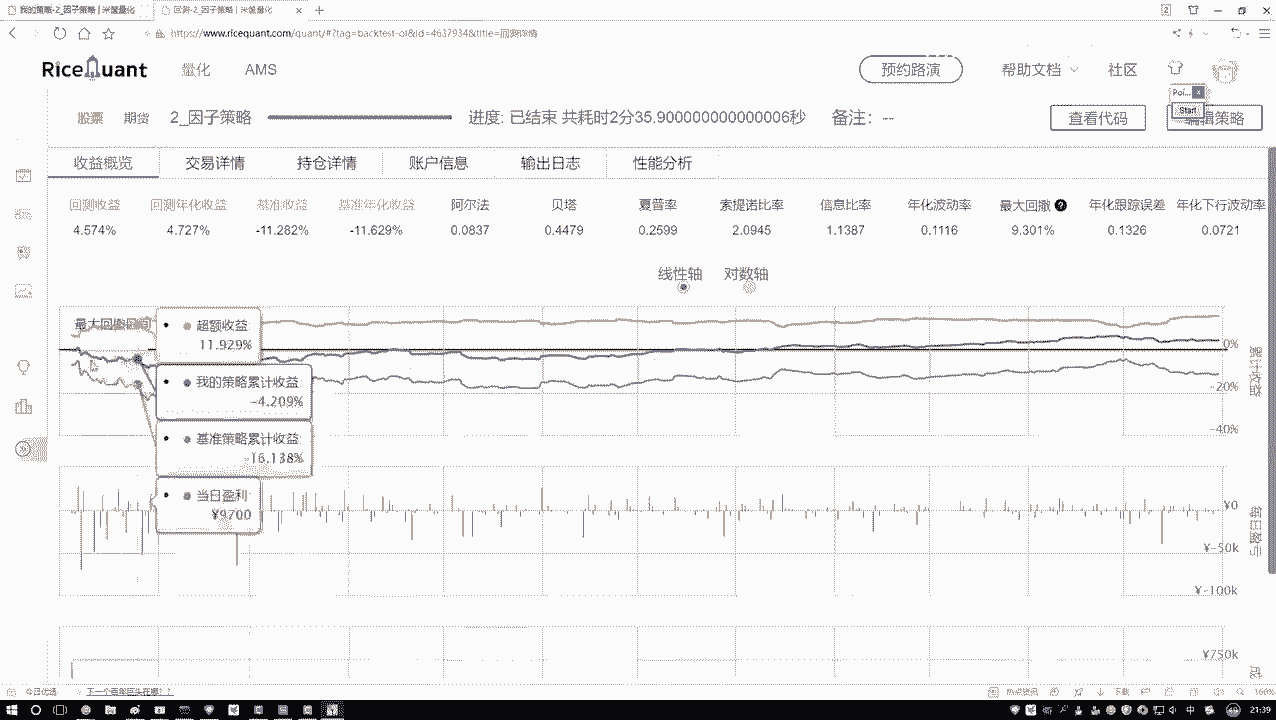 我的策略-2_因子策略 | 米筐量化
回测-2_因子策略 | 米筐量化
https://www.ricequant.com/quant/#?tag=backtest-ol&id=4637934&title=回测详情
RiceQuant 量化 AMS 预约路演 帮助文档 社区
股票 期货 2_因子策略 进度: 已结束 共耗时2分35.900000000000006秒 备注: -- 查看代码 编辑策略
Poi... x
Start
收益概览 交易详情 持仓详情 账户信息 输出日志 性能分析
回测收益 回测年化收益 基准收益 基准年化收益 阿尔法 贝塔 夏普率 索提诺比率 信息比率 年化波动率 最大回撤 ? 年化跟踪误差 年化下行波动率
4.574% 4.727% -11.282% -11.629% 0.0837 0.4479 0.2599 2.0945 1.1387 0.1116 9.301% 0.1326 0.0721
线性轴 对数轴
最大回撤区间
超额收益
11.929%
我的策略累计收益
-4.209%
基准策略累计收益
-16.138%
当日盈利
¥9700
0%
-20%
-40%
累计收益
¥0
¥-50k
¥-100k
每日盈亏
¥750k
今日优选 下一个百年巨头在哪？！
下载 100%
中 21:39